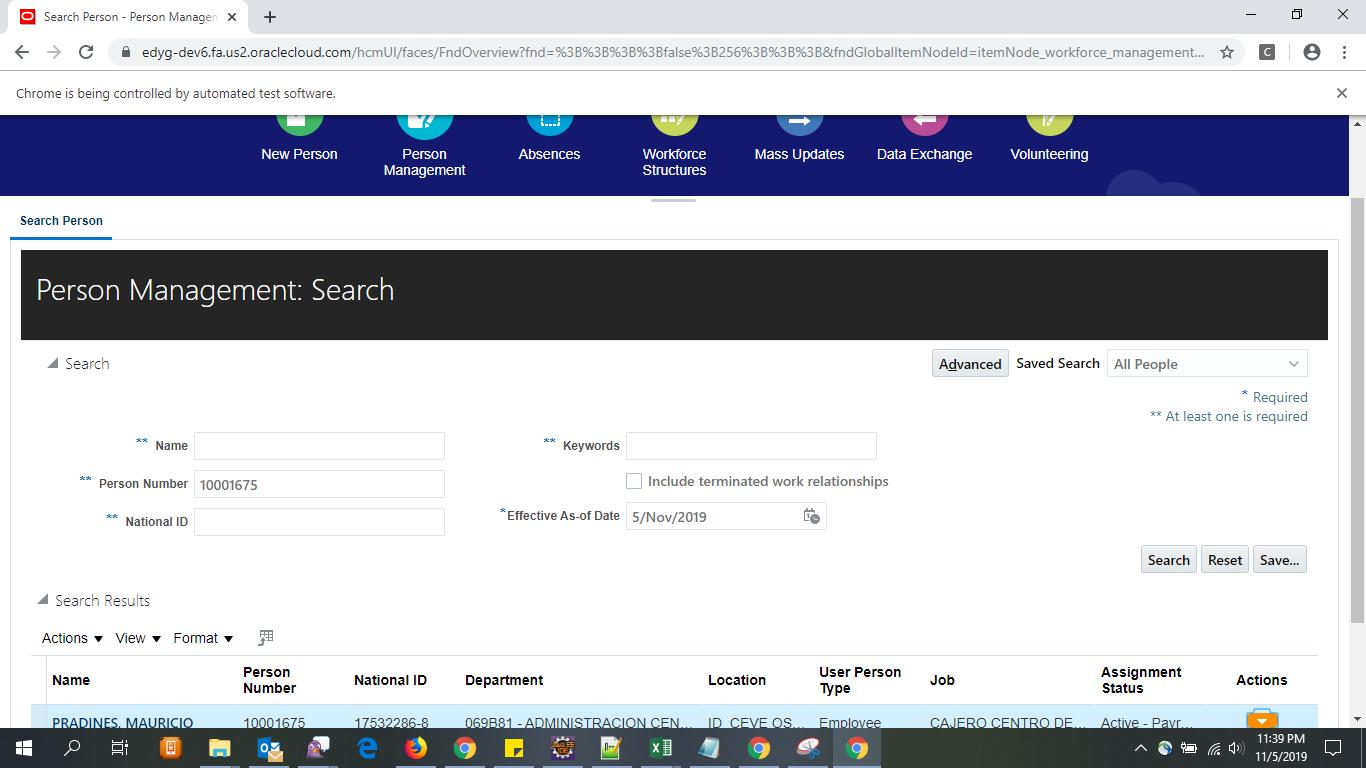 Search Person - Person Managem
edyg-dev6.fa.us2.oraclecloud.com/hcmUI/faces/FndOverview?fnd=%3B%3B%3B%3Bfalse%3B256%3B%3B%3B&fndGlobalItemNodeId=itemNode_workforce_management...
C
Chrome is being controlled by automated test software.
New Person
Person Management
Absences
Workforce Structures
Mass Updates
Data Exchange
Volunteering
Search Person
Person Management: Search
Search
Advanced Saved Search All People
* Required
** At least one is required
** Name
** Keywords
** Person Number 10001675
Include terminated work relationships
** National ID
*Effective As-of Date 5/Nov/2019
Search Reset Save...
Search Results
Actions View Format
Name Person Number National ID Department Location User Person Type Job Assignment Status Actions
PRADINES, MAURICIO 10001675 17532286-8 069B81 - ADMINISTRACION CEN... ID_CEVE OS... Employee CAJERO CENTRO DE... Active - Payr...
11:39 PM
11/5/2019